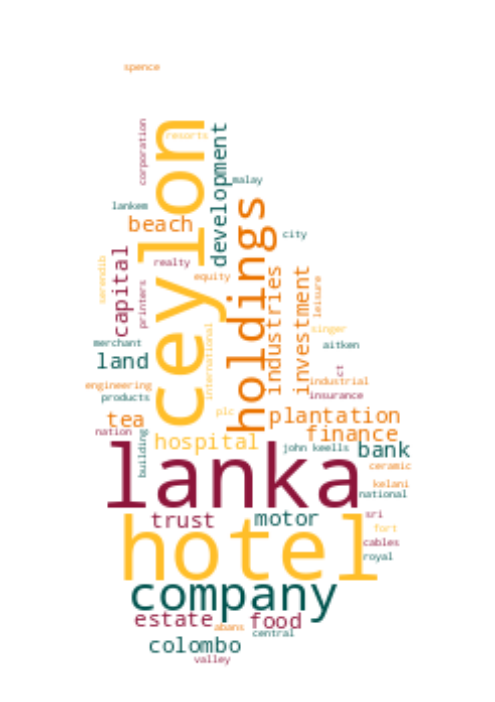 spence
corporation
resorts
ceylon
development
malay
lankem
beach
holdings
city
capital
realty
serendib
printers
equity
industries
investment
leisure
international
singer
merchant
aitken
land
ct
engineering
industrial
products
insurance
plc
tea
plantation
nation
building
hospital
finance
john keells
bank
lanka
ceramic
kelani
national
hotel
trust
motor
sri
fort
cables
royal
company
estate
food
abans
central
colombo
valley